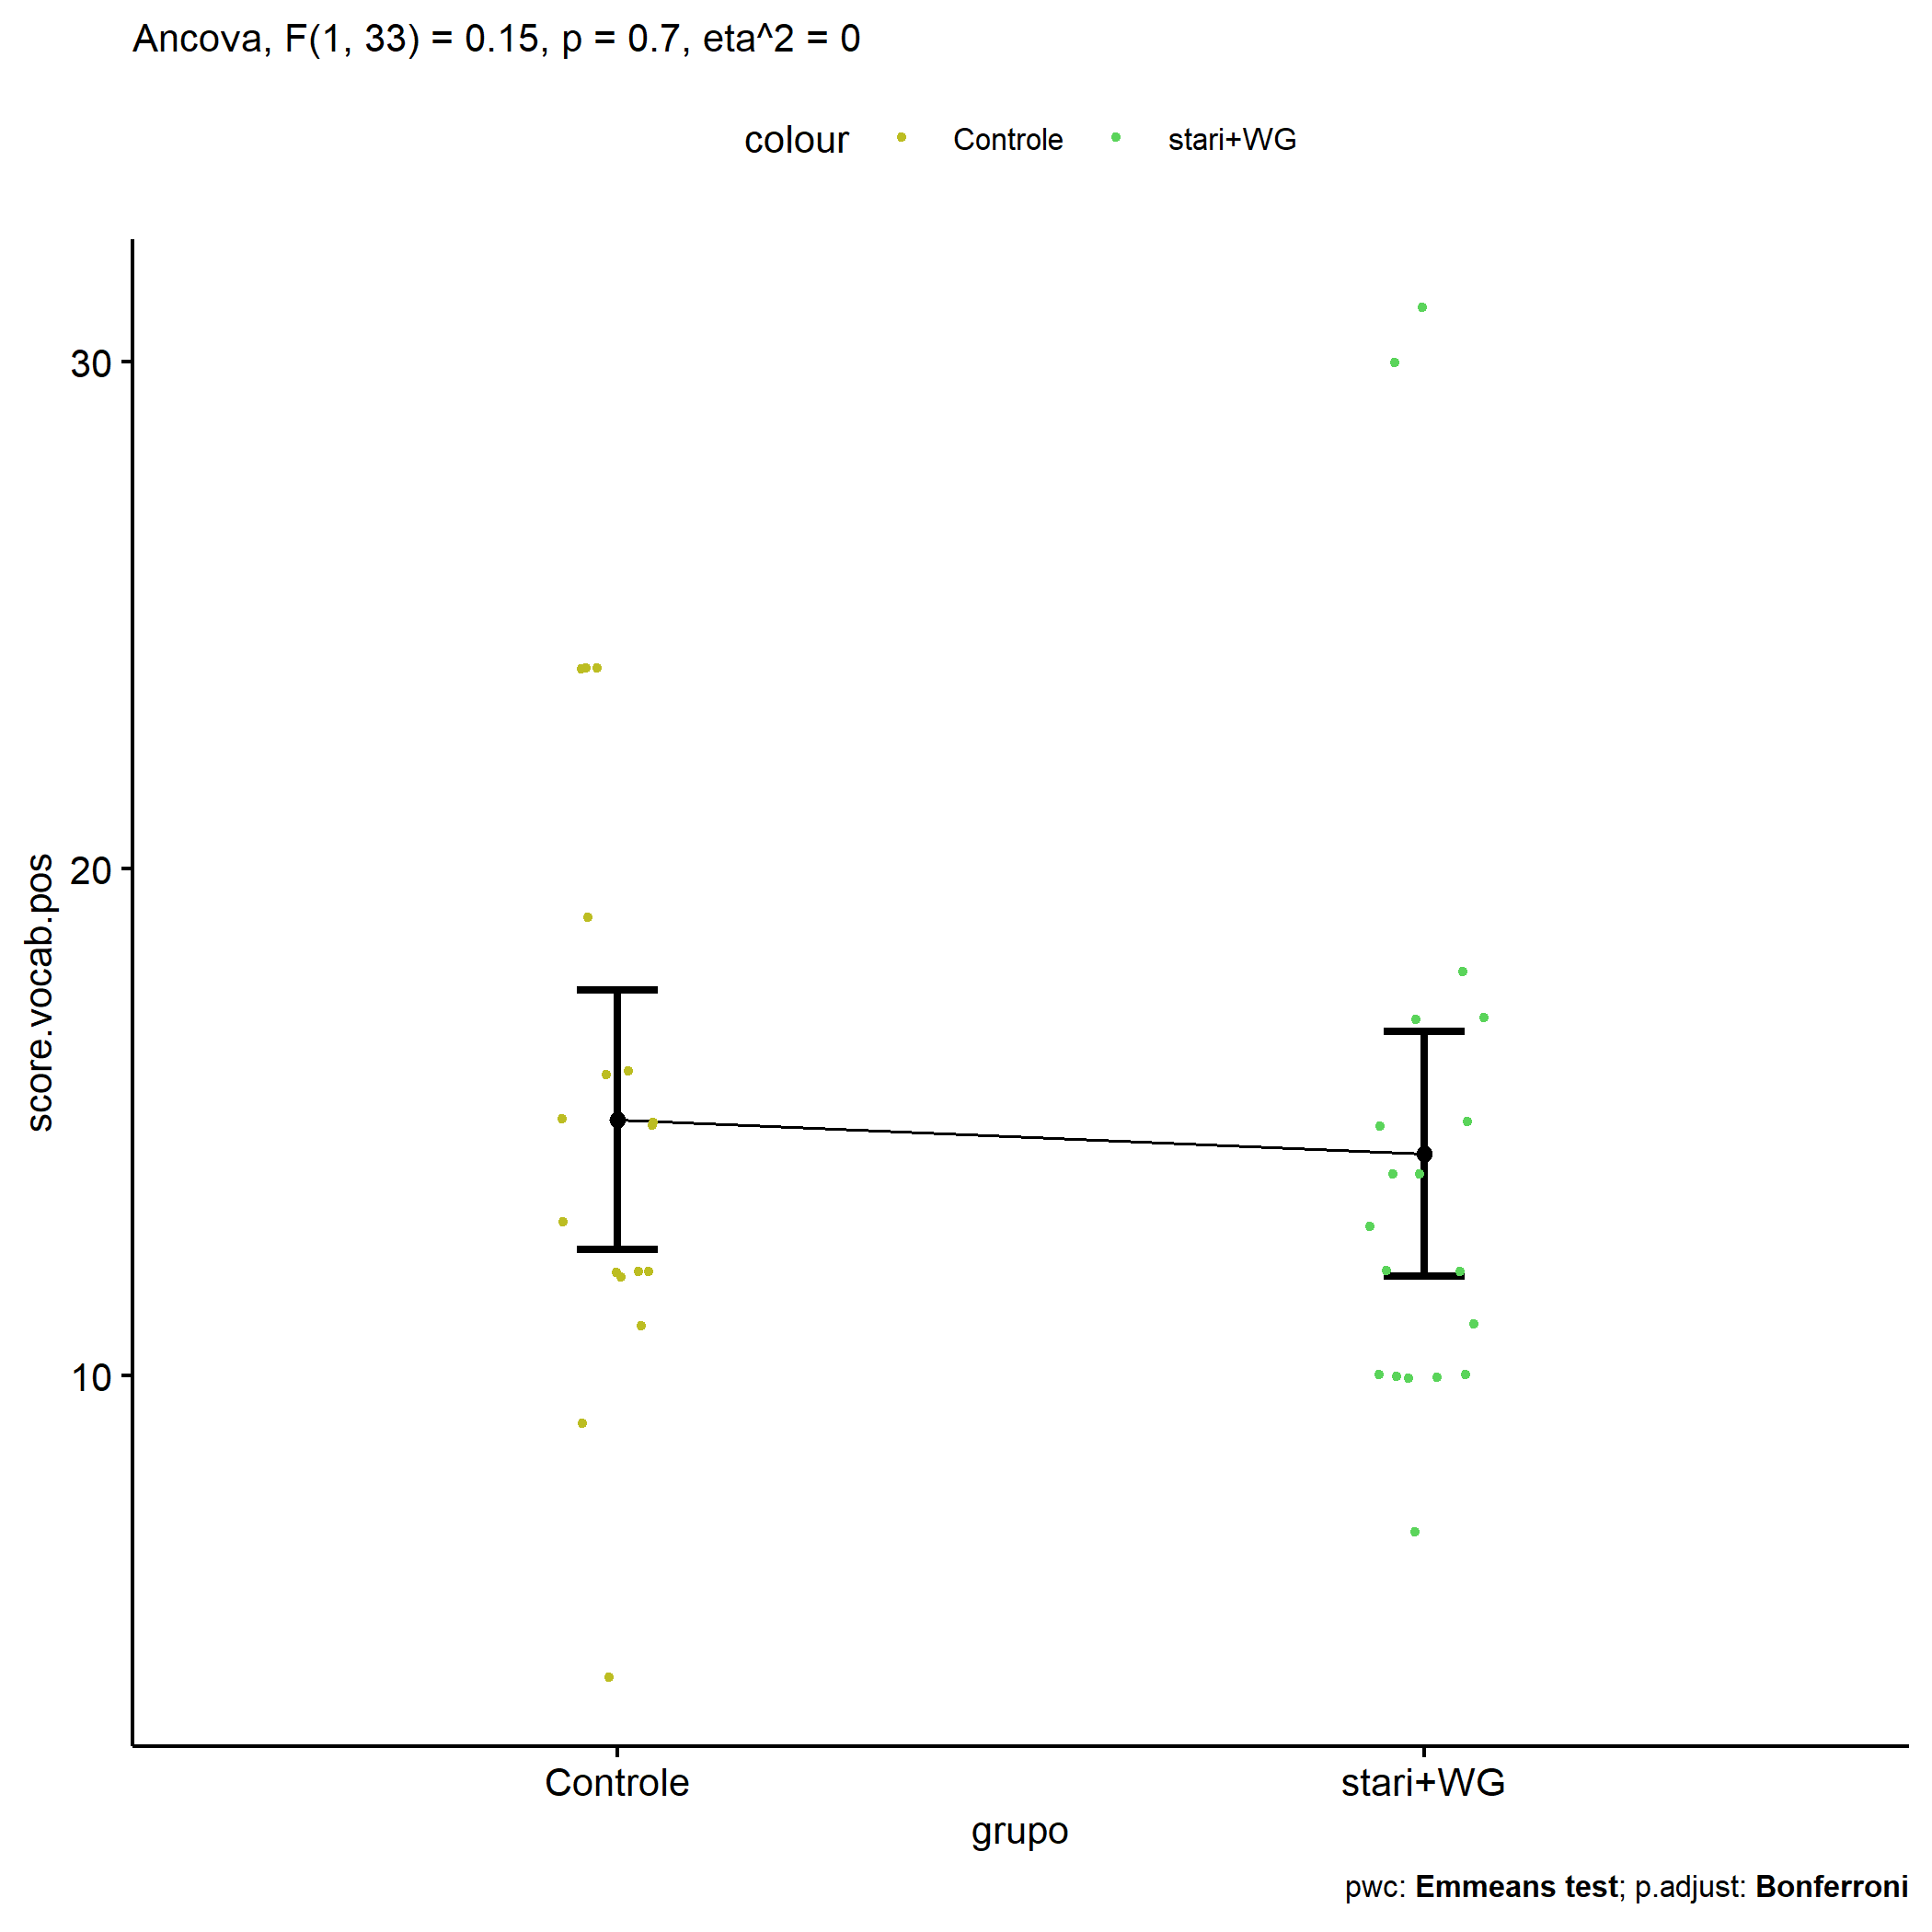 Ancova, F(1, 33) = 0.15, p = 0.7, eta^2 = 0
colour Controle stari+WG
30
20
10
score.vocab.pos
Controle stari+WG
grupo
pwc: Emmeans test; p.adjust: Bonferroni